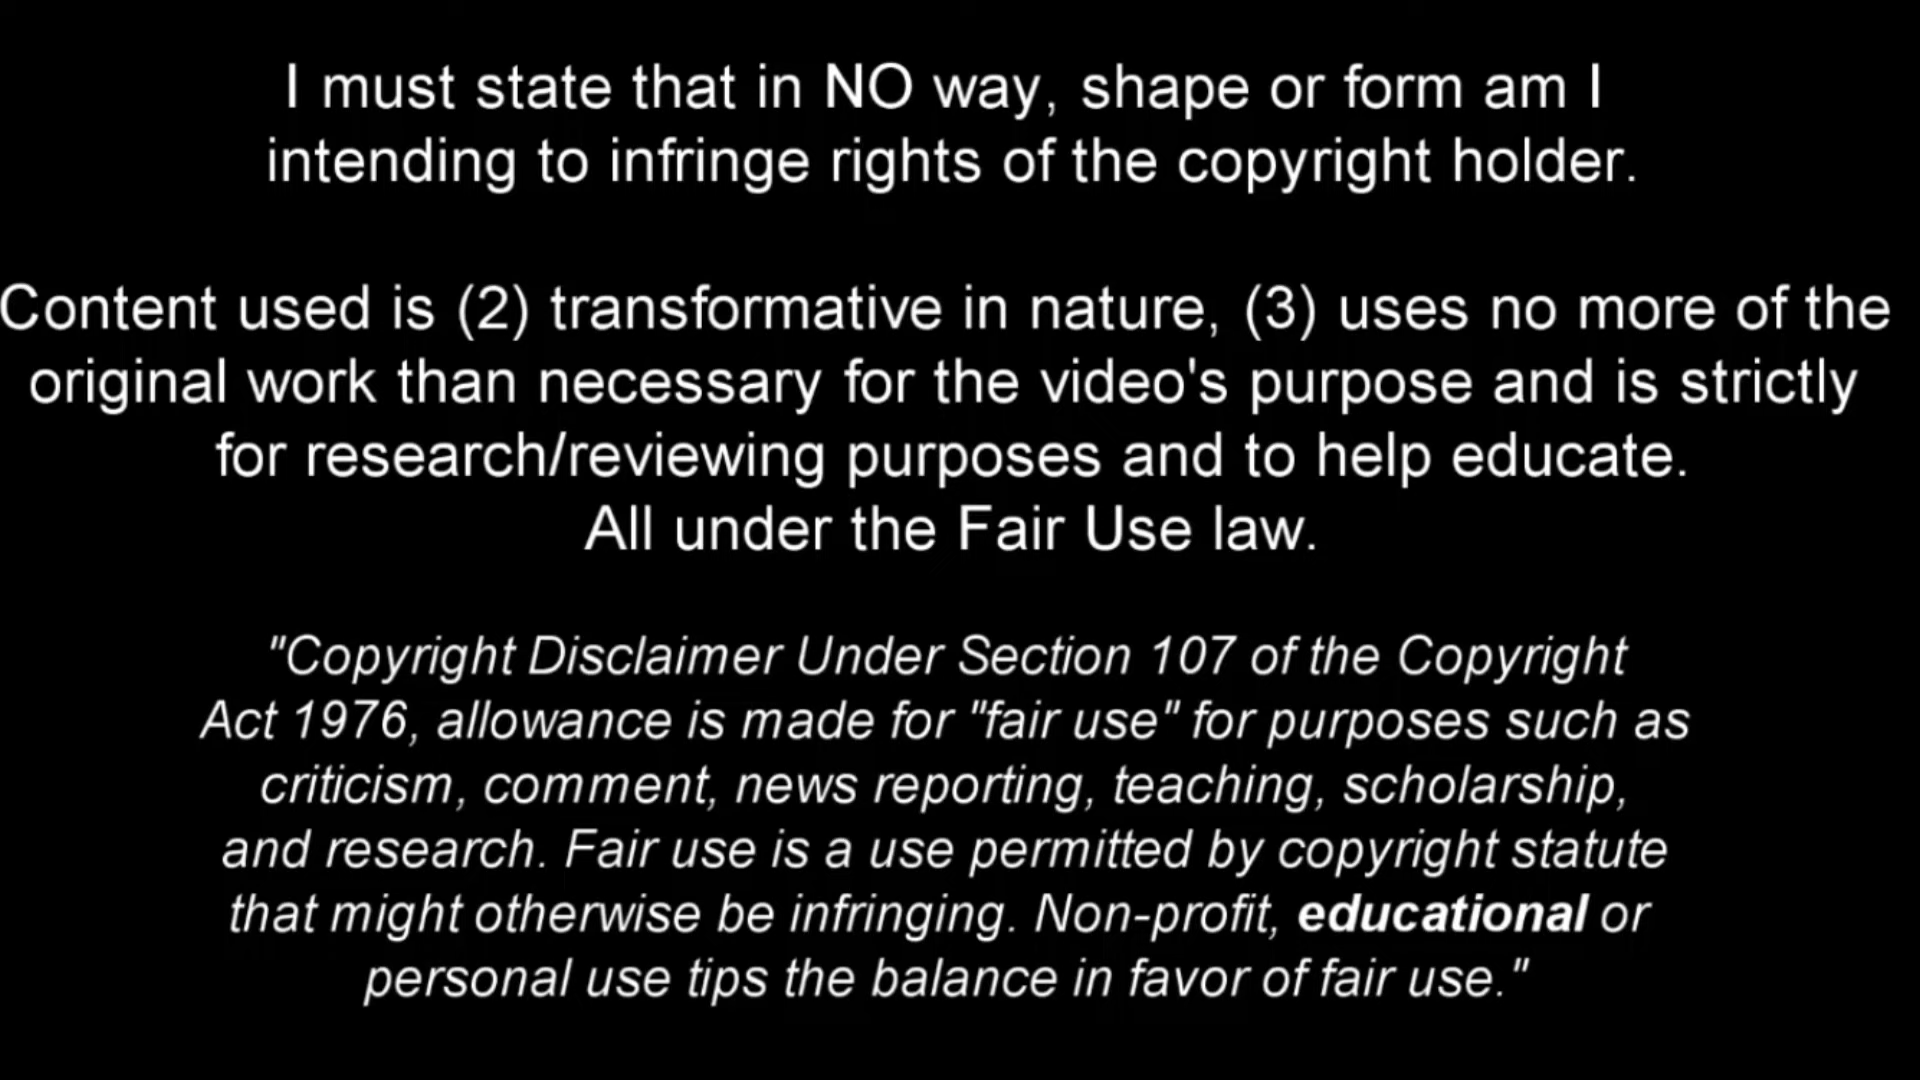 I must state that in NO way, shape or form am I
intending to infringe rights of the copyright holder.
Content used is (2) transformative in nature, (3) uses no more of the
original work than necessary for the video's purpose and is strictly
for research/reviewing purposes and to help educate.
All under the Fair Use law.
"Copyright Disclaimer Under Section 107 of the Copyright
Act 1976, allowance is made for "fair use" for purposes such as
criticism, comment, news reporting, teaching, scholarship,
and research. Fair use is a use permitted by copyright statute
that might otherwise be infringing. Non-profit, educational or
personal use tips the balance in favor of fair use."